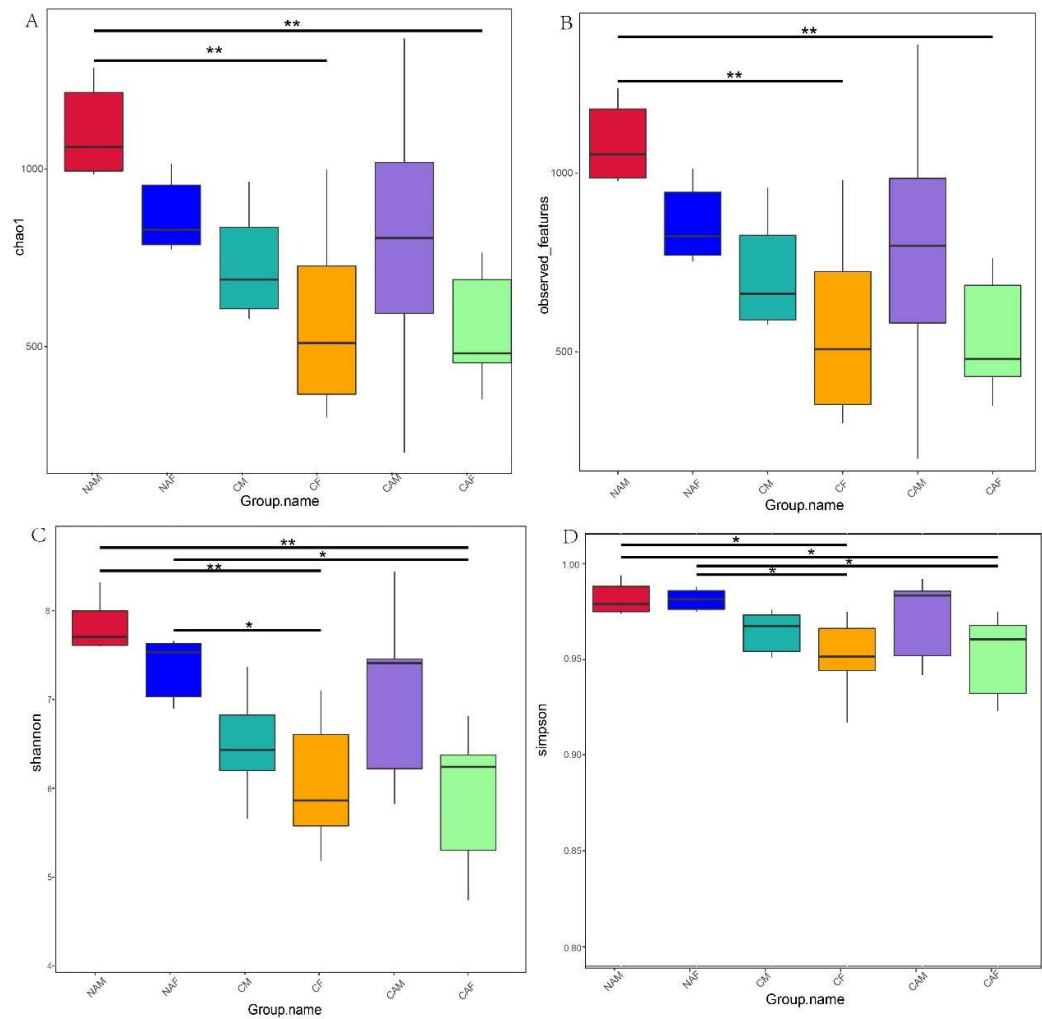 A
**
**
chao1
1000
500
NAM NAF CM CF CAM CAF
Group.name
B
**
**
observed_features
1000
500
NAM NAF CM CF CAM CAF
Group.name
C
**
*
**
*
shannon
8
7
6
5
4
NAM NAF CM CF CAM CAF
Group.name
D
*
*
*
*
simpson
1.00
0.95
0.90
0.85
0.80
NAM NAF CM CF CAM CAF
Group.name